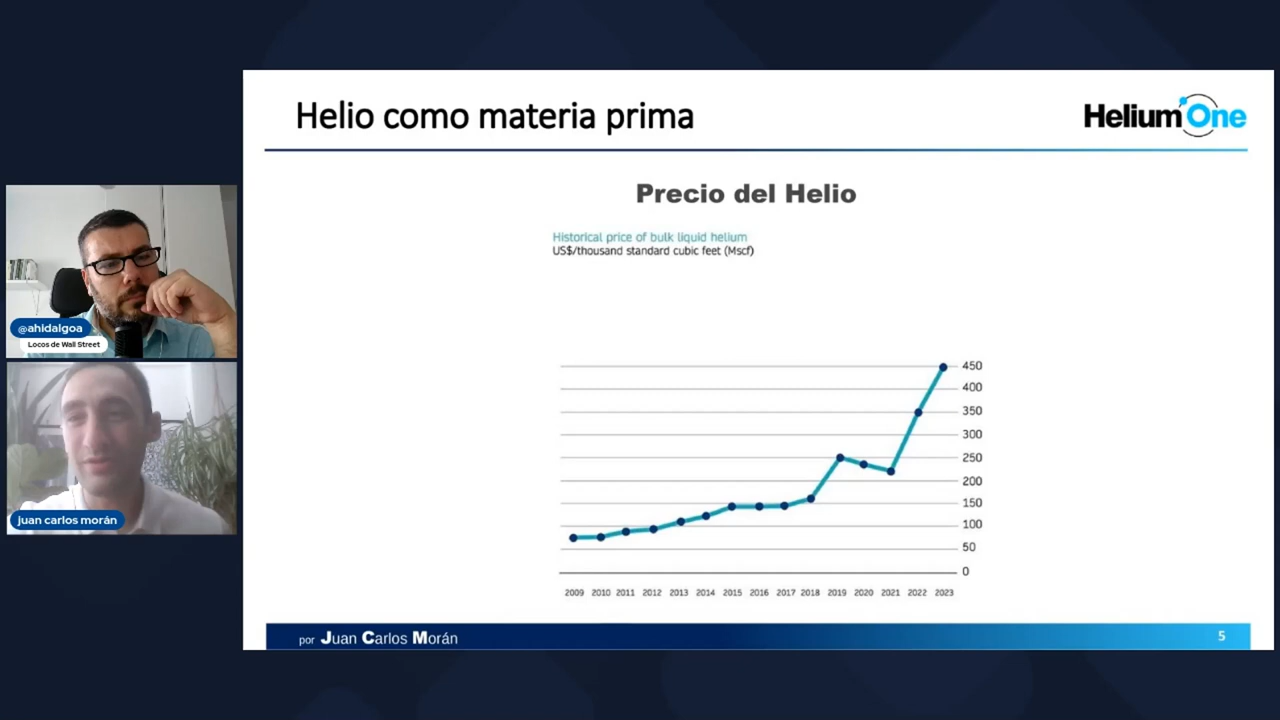 Helio como materia prima
HeliumOne
Precio del Helio
Historical price of bulk liquid helium
US$/thousand standard cubic feet (Mscf)
450
400
350
300
250
200
150
100
50
0
2009 2010 2011 2012 2013 2014 2015 2016 2017 2018 2019 2020 2021 2022 2023
por Juan Carlos Morán
5
@ahidalgoa
Locos de Wall Street
juan carlos morán